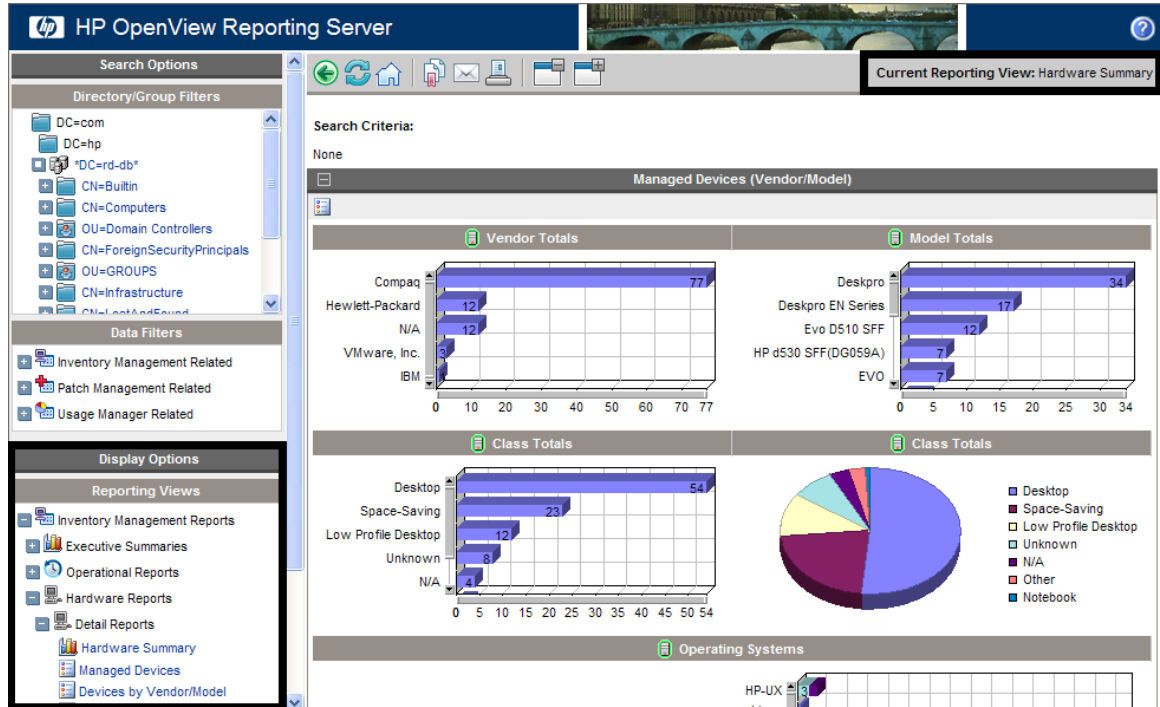 hp HP OpenView Reporting Server
Search Options
Directory/Group Filters
DC=com
DC=hp
*DC=rd-db*
CN=Builtin
CN=Computers
OU=Domain Controllers
CN=ForeignSecurityPrincipals
OU=GROUPS
CN=Infrastructure
CN=LostAndFound
Data Filters
Inventory Management Related
Patch Management Related
Usage Manager Related
Display Options
Reporting Views
Inventory Management Reports
Executive Summaries
Operational Reports
Hardware Reports
Detail Reports
Hardware Summary
Managed Devices
Devices by Vendor/Model
Current Reporting View: Hardware Summary
Search Criteria:
None
Managed Devices (Vendor/Model)
Vendor Totals
Compaq 77
Hewlett-Packard 12
N/A 12
VMware, Inc. 3
IBM
0 10 20 30 40 50 60 70 77
Model Totals
Deskpro 34
Deskpro EN Series 17
Evo D510 SFF 12
HP d530 SFF(DG059A) 7
EVO 7
0 5 10 15 20 25 30 34
Class Totals
Desktop 54
Space-Saving 23
Low Profile Desktop 12
Unknown 8
N/A 4
0 5 10 15 20 25 30 35 40 45 50 54
Class Totals
Desktop
Space-Saving
Low Profile Desktop
Unknown
N/A
Other
Notebook
Operating Systems
HP-UX 3